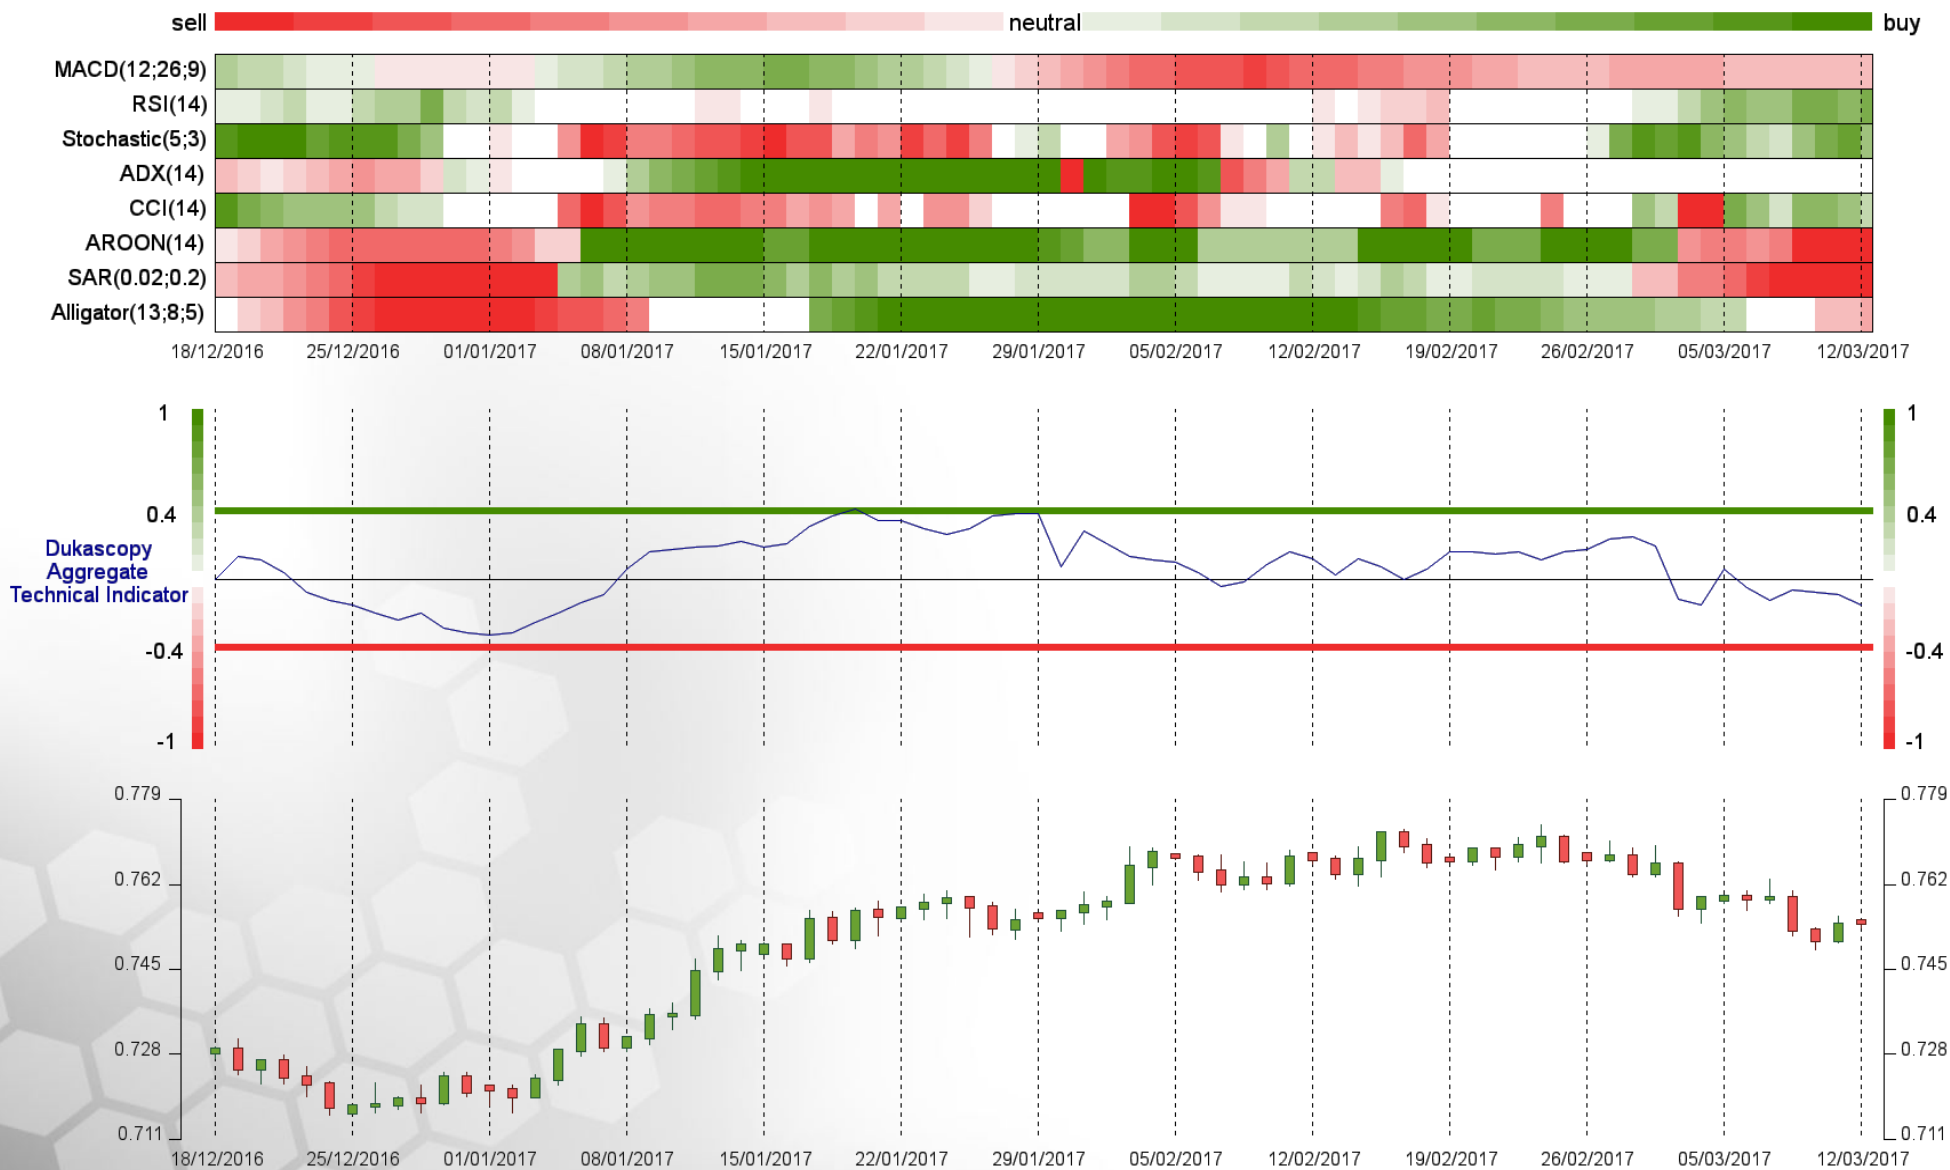 sell neutral buy
MACD(12;26;9)
RSI(14)
Stochastic(5;3)
ADX(14)
CCI(14)
AROON(14)
SAR(0.02;0.2)
Alligator(13;8;5)
18/12/2016 25/12/2016 01/01/2017 08/01/2017 15/01/2017 22/01/2017 29/01/2017 05/02/2017 12/02/2017 19/02/2017 26/02/2017 05/03/2017 12/03/2017
1 1
0.4 0.4
Dukascopy
Aggregate
Technical Indicator
-0.4 -0.4
-1 -1
0.779 0.779
0.762 0.762
0.745 0.745
0.728 0.728
0.711 0.711
18/12/2016 25/12/2016 01/01/2017 08/01/2017 15/01/2017 22/01/2017 29/01/2017 05/02/2017 12/02/2017 19/02/2017 26/02/2017 05/03/2017 12/03/2017